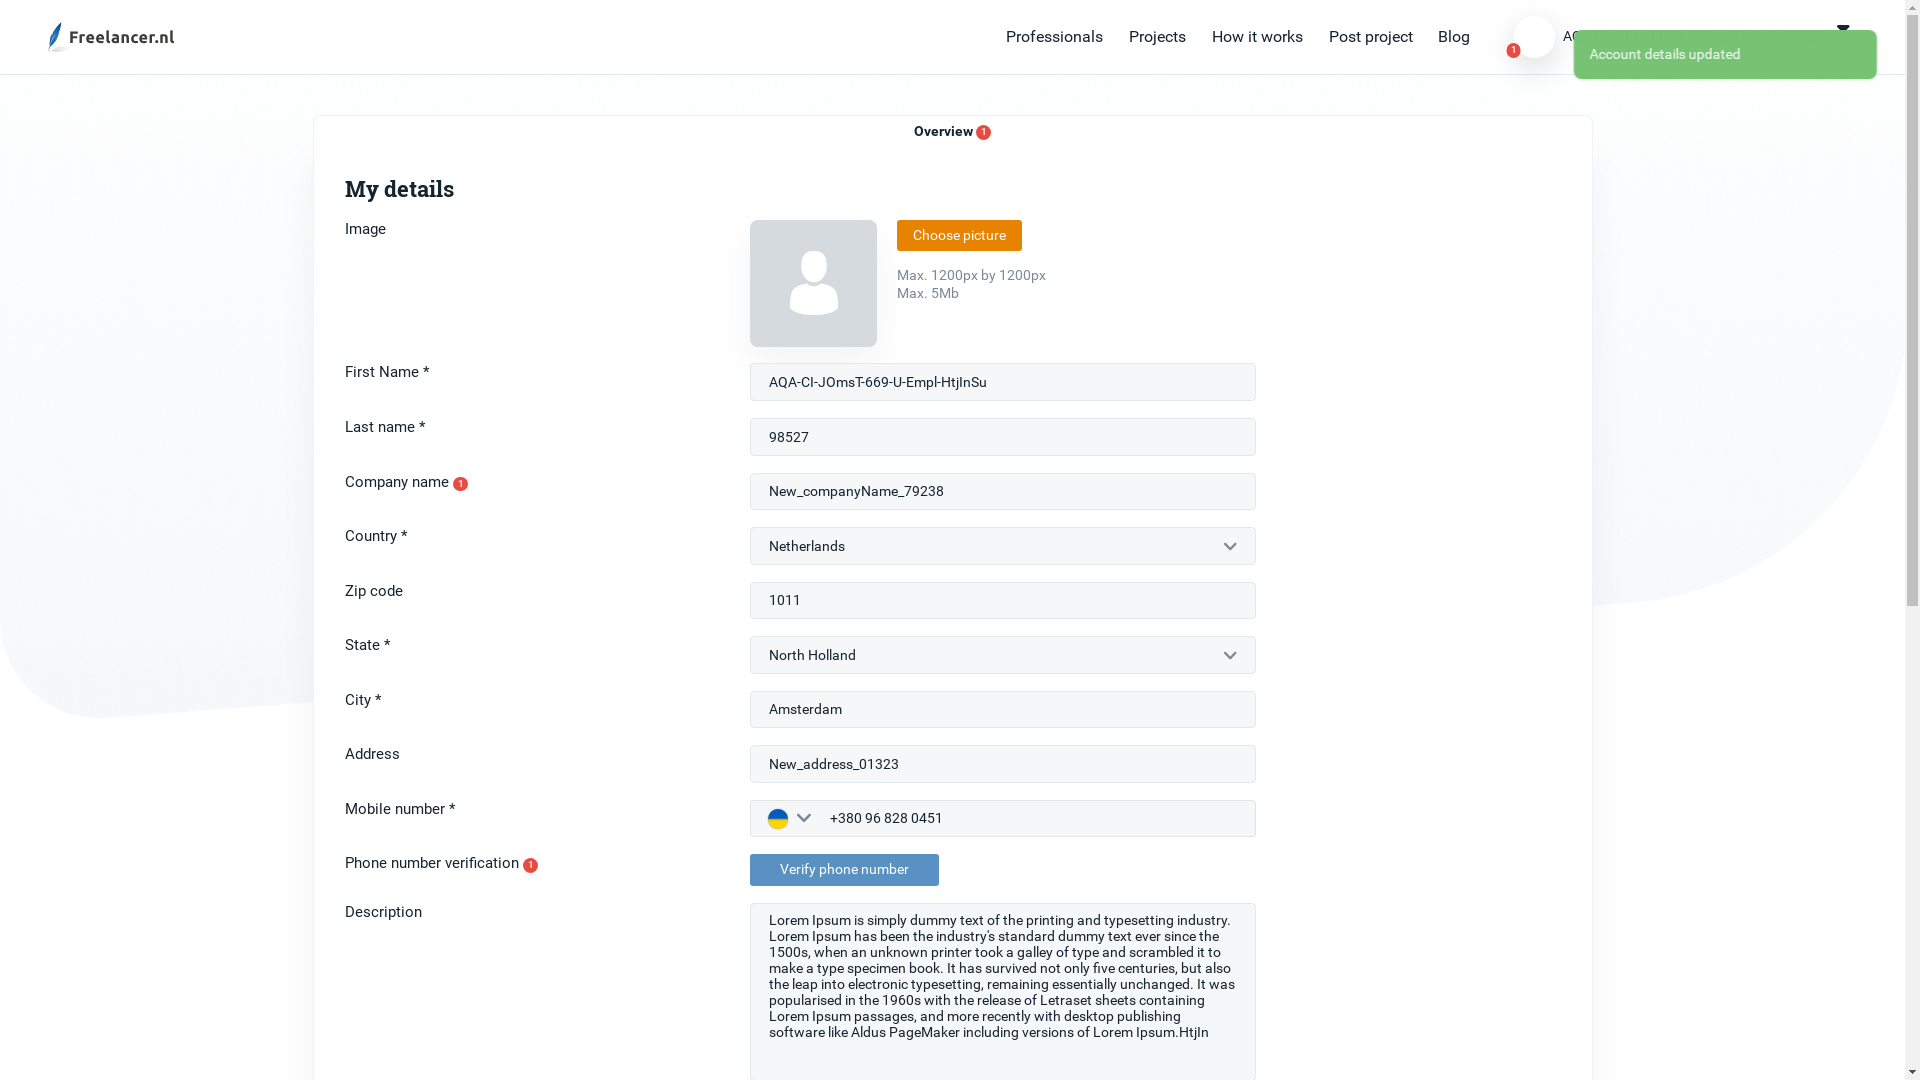 Freelancer.nl
Professionals
Projects
How it works
Post project
Blog
1
Account details updated
Overview 1
My details
Image
Choose picture
Max. 1200px by 1200px
Max. 5Mb
First Name *
AQA-CI-JOmsT-669-U-Empl-HtjInSu
Last name *
98527
Company name 1
New_companyName_79238
Country *
Netherlands
Zip code
1011
State *
North Holland
City *
Amsterdam
Address
New_address_01323
Mobile number *
+380 96 828 0451
Phone number verification 1
Verify phone number
Description
Lorem Ipsum is simply dummy text of the printing and typesetting industry.
Lorem Ipsum has been the industry's standard dummy text ever since the
1500s, when an unknown printer took a galley of type and scrambled it to
make a type specimen book. It has survived not only five centuries, but also
the leap into electronic typesetting, remaining essentially unchanged. It was
popularised in the 1960s with the release of Letraset sheets containing
Lorem Ipsum passages, and more recently with desktop publishing
software like Aldus PageMaker including versions of Lorem Ipsum.HtjIn